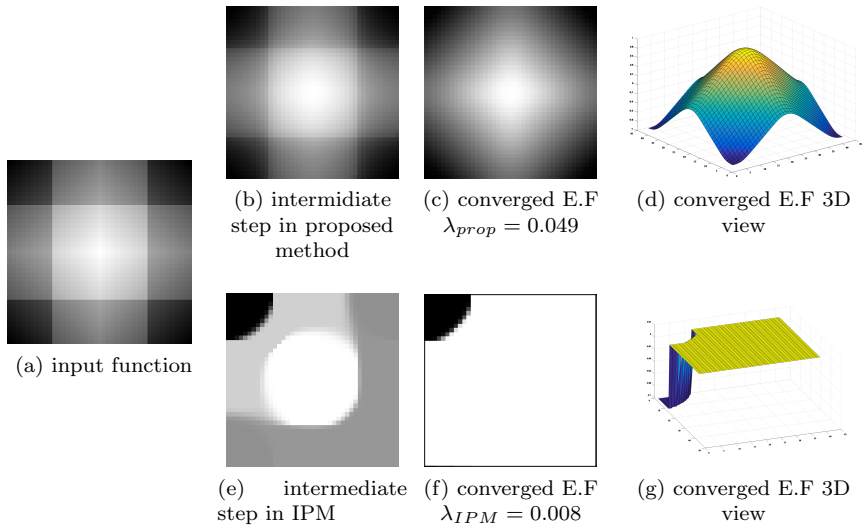 (b) intermidiate
step in proposed
method
(c) converged E.F
λ_prop = 0.049
(d) converged E.F 3D
view
(a) input function
(e) intermediate
step in IPM
(f) converged E.F
λ_IPM = 0.008
(g) converged E.F 3D
view